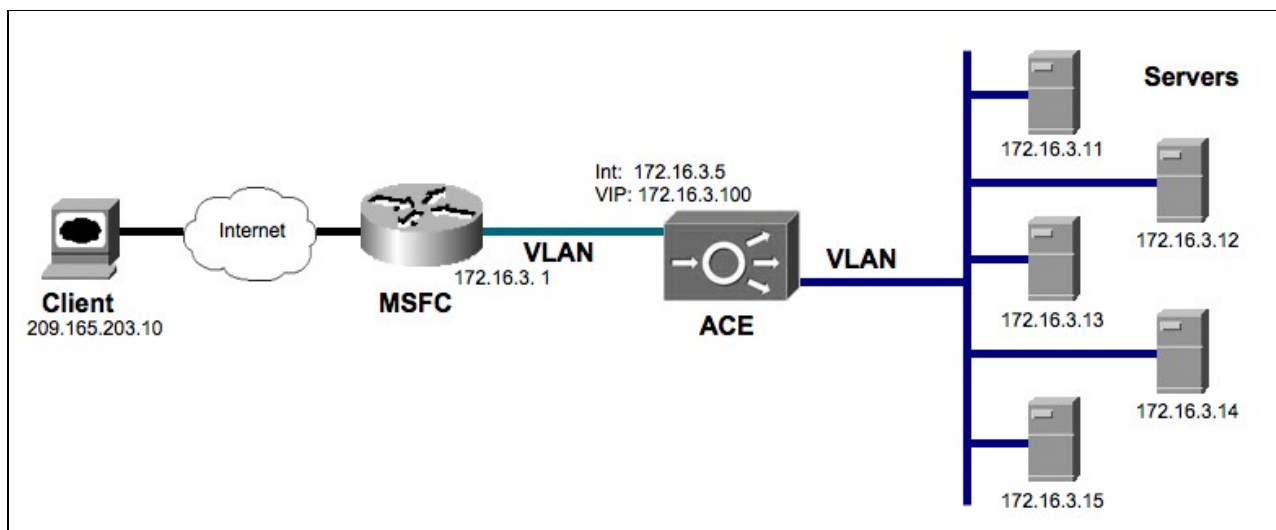 Client
209.165.203.10
Internet
MSFC
172.16.3. 1
VLAN
Int: 172.16.3.5
VIP: 172.16.3.100
ACE
VLAN
Servers
172.16.3.11
172.16.3.12
172.16.3.13
172.16.3.14
172.16.3.15